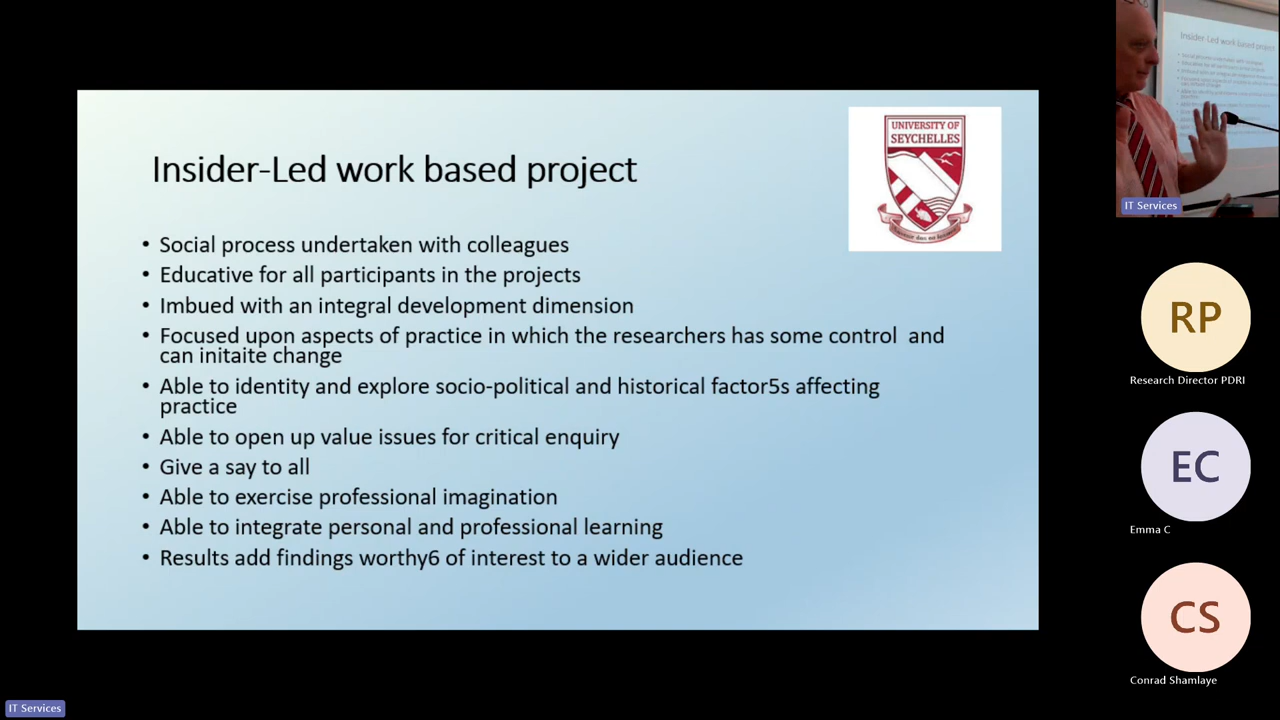 Insider-Led work based project
UNIVERSITY OF
SEYCHELLES
• Social process undertaken with colleagues
• Educative for all participants in the projects
• Imbued with an integral development dimension
• Focused upon aspects of practice in which the researchers has some control and
can initaite change
• Able to identity and explore socio-political and historical factor5s affecting
practice
• Able to open up value issues for critical enquiry
• Give a say to all
• Able to exercise professional imagination
• Able to integrate personal and professional learning
• Results add findings worthy6 of interest to a wider audience
IT Services
Insider-Led work based project
IT Services
RP
Research Director PDRI
EC
Emma C
CS
Conrad Shamlaye